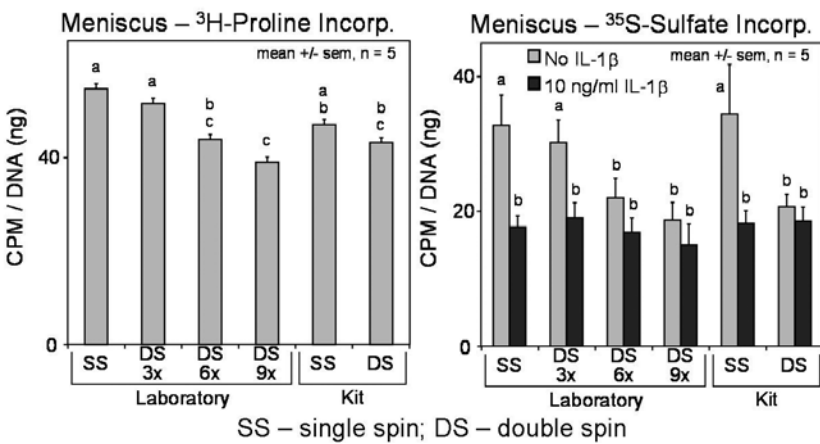 Meniscus – ³H-Proline Incorp.
mean +/- sem, n = 5
CPM / DNA (ng)
40
0
a
a
b
c
c
a
b
b
c
SS
DS
3x
DS
6x
DS
9x
SS
DS
Laboratory
Kit
Meniscus – ³⁵S-Sulfate Incorp.
No IL-1β
mean +/- sem, n = 5
10 ng/ml IL-1β
CPM / DNA (ng)
40
20
0
a
b
a
b
b
b
b
b
a
b
b
b
SS
DS
3x
DS
6x
DS
9x
SS
DS
Laboratory
Kit
SS – single spin; DS – double spin